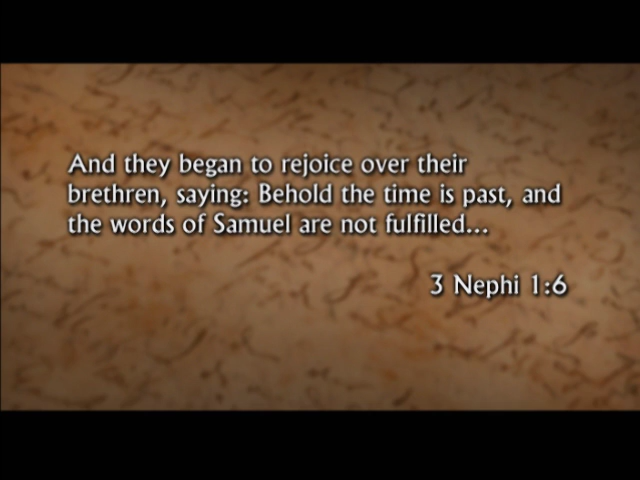 And they began to rejoice over their
brethren, saying: Behold the time is past, and
the words of Samuel are not fulfilled...
3 Nephi 1:6